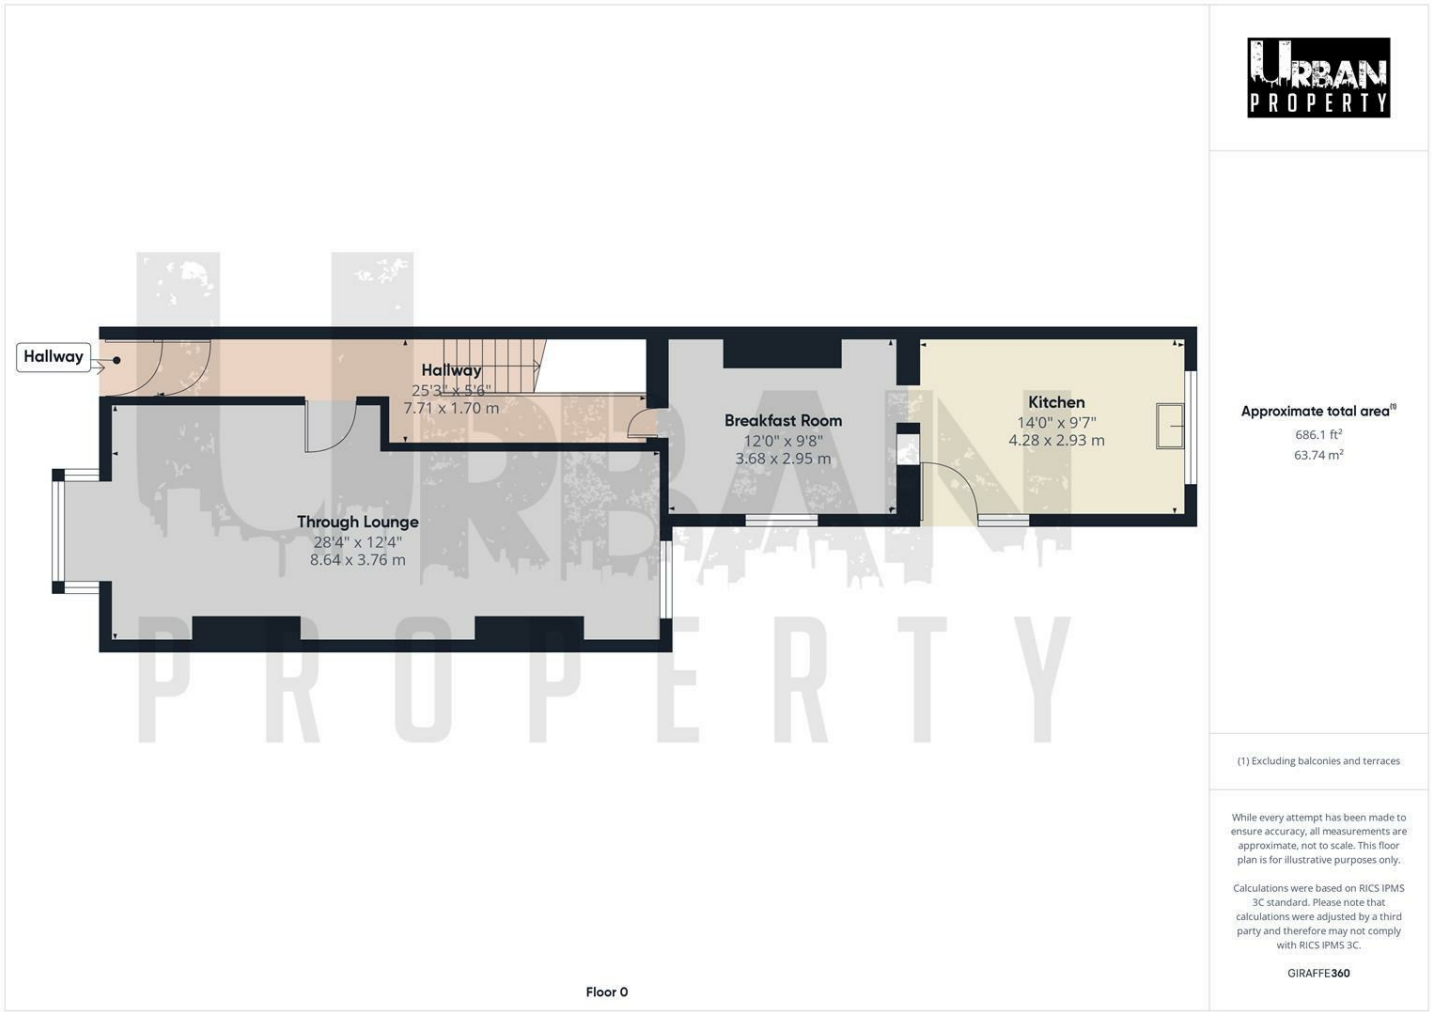 URBAN
PROPERTY
Hallway
Hallway
25'3" x 5'6"
7.71 x 1.70 m
Breakfast Room
12'0" x 9'8"
3.68 x 2.95 m
Kitchen
14'0" x 9'7"
4.28 x 2.93 m
Through Lounge
28'4" x 12'4"
8.64 x 3.76 m
URBAN
PROPERTY
Floor 0
Approximate total area⁽¹⁾
686.1 ft²
63.74 m²
(1) Excluding balconies and terraces
While every attempt has been made to
ensure accuracy, all measurements are
approximate, not to scale. This floor
plan is for illustrative purposes only.
Calculations were based on RICS IPMS
3C standard. Please note that
calculations were adjusted by a third
party and therefore may not comply
with RICS IPMS 3C.
GIRAFFE360